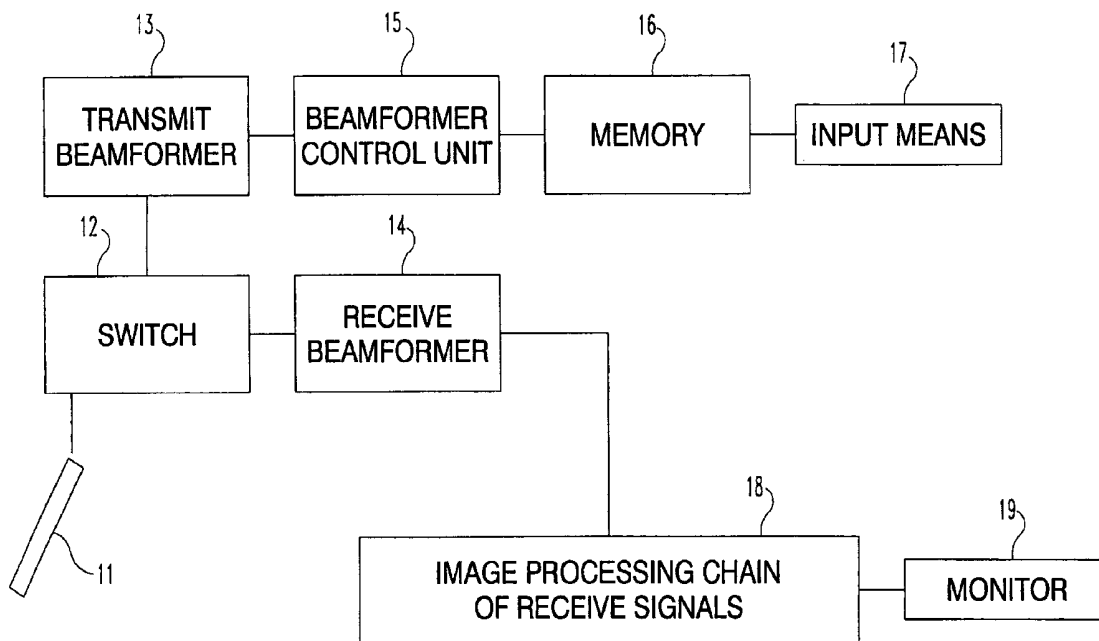 13
15
16
17
TRANSMIT
BEAMFORMER
BEAMFORMER
CONTROL UNIT
MEMORY
INPUT MEANS
12
14
SWITCH
RECEIVE
BEAMFORMER
11
18
19
IMAGE PROCESSING CHAIN
OF RECEIVE SIGNALS
MONITOR